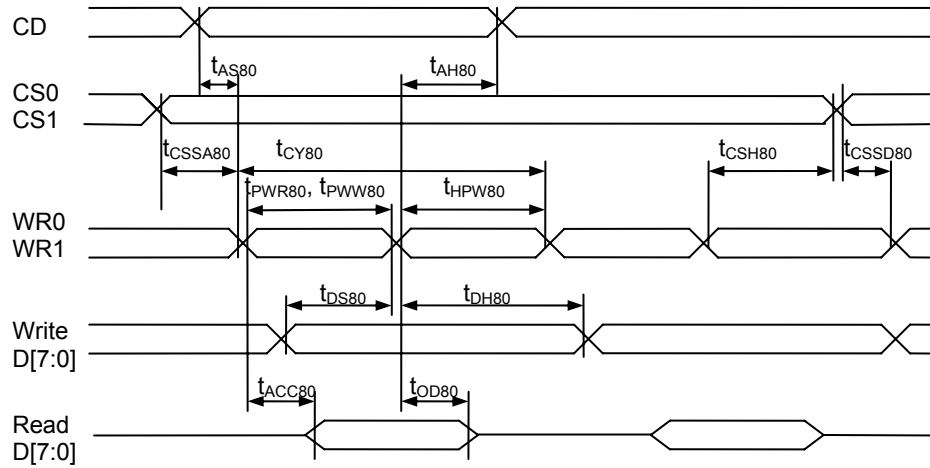 CD
tAS80 tAH80
CS0
CS1
tCSSA80 tCY80 tCSH80 tCSSD80
tPWR80, tPWW80 tHPW80
WR0
WR1
tDS80 tDH80
Write
D[7:0]
tACC80 tOD80
Read
D[7:0]